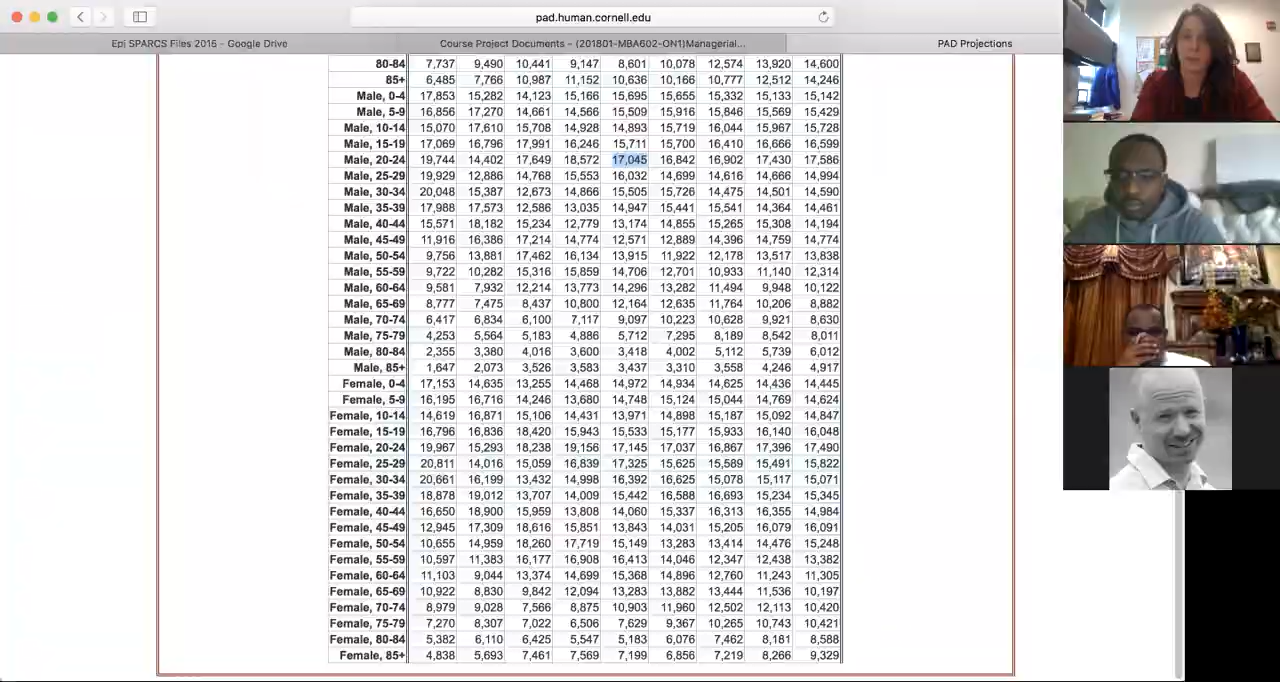 pad.human.cornell.edu
Epi SPARCS Files 2016 - Google Drive
Course Project Documents – (201801-MBA602-ON1)Managerial...
PAD Projections
80-84 7,737 9,490 10,441 9,147 8,601 10,078 12,574 13,920 14,600
85+ 6,485 7,766 10,987 11,152 10,636 10,166 10,777 12,512 14,246
Male, 0-4 17,853 15,282 14,123 15,166 15,695 15,655 15,332 15,133 15,142
Male, 5-9 16,856 17,270 14,661 14,566 15,509 15,916 15,846 15,569 15,429
Male, 10-14 15,070 17,610 15,708 14,928 14,893 15,719 16,044 15,967 15,728
Male, 15-19 17,069 16,796 17,991 16,246 15,711 15,700 16,410 16,666 16,599
Male, 20-24 19,744 14,402 17,649 18,572 17,045 16,842 16,902 17,430 17,586
Male, 25-29 19,929 12,886 14,768 15,553 16,032 14,699 14,616 14,666 14,994
Male, 30-34 20,048 15,387 12,673 14,866 15,505 15,726 14,475 14,501 14,590
Male, 35-39 17,988 17,573 12,586 13,035 14,947 15,441 15,541 14,364 14,461
Male, 40-44 15,571 18,182 15,234 12,779 13,174 14,855 15,265 15,308 14,194
Male, 45-49 11,916 16,386 17,214 14,774 12,571 12,889 14,396 14,759 14,774
Male, 50-54 9,756 13,881 17,462 16,134 13,915 11,922 12,178 13,517 13,838
Male, 55-59 9,722 10,282 15,316 15,859 14,706 12,701 10,933 11,140 12,314
Male, 60-64 9,581 7,932 12,214 13,773 14,296 13,282 11,494 9,948 10,122
Male, 65-69 8,777 7,475 8,437 10,800 12,164 12,635 11,764 10,206 8,882
Male, 70-74 6,417 6,834 6,100 7,117 9,097 10,223 10,628 9,921 8,630
Male, 75-79 4,253 5,564 5,183 4,886 5,712 7,295 8,189 8,542 8,011
Male, 80-84 2,355 3,380 4,016 3,600 3,418 4,002 5,112 5,739 6,012
Male, 85+ 1,647 2,073 3,526 3,583 3,437 3,310 3,558 4,246 4,917
Female, 0-4 17,153 14,635 13,255 14,468 14,972 14,934 14,625 14,436 14,445
Female, 5-9 16,195 16,716 14,246 13,680 14,748 15,124 15,044 14,769 14,624
Female, 10-14 14,619 16,871 15,106 14,431 13,971 14,898 15,187 15,092 14,847
Female, 15-19 16,796 18,420 15,943 15,533 15,177 15,933 16,140 16,048
Female, 20-24 19,967 15,293 18,238 19,156 17,145 17,037 16,867 17,396 17,490
Female, 25-29 20,811 14,016 15,059 16,839 17,325 15,625 15,589 15,491 15,822
Female, 30-34 20,661 16,199 13,432 14,998 16,392 16,625 15,078 15,117 15,071
Female, 35-39 18,878 19,012 13,707 14,009 15,442 16,588 16,693 15,234 15,345
Female, 40-44 16,650 18,900 15,959 13,808 14,060 15,337 16,313 16,355 14,984
Female, 45-49 12,945 17,309 18,616 15,851 13,843 14,031 15,205 16,079 16,091
Female, 50-54 10,655 14,959 18,260 17,719 15,149 13,283 13,414 14,476 15,248
Female, 55-59 10,597 11,383 16,177 16,908 16,413 14,046 12,347 12,438 13,382
Female, 60-64 11,103 9,044 13,374 14,699 15,368 14,896 12,760 11,243 11,305
Female, 65-69 10,922 8,830 9,842 12,094 13,283 13,882 13,444 11,536 10,197
Female, 70-74 8,979 9,028 7,566 8,875 10,903 11,960 12,502 12,113 10,420
Female, 75-79 7,270 8,307 7,022 6,506 7,629 9,367 10,265 10,743 10,421
Female, 80-84 5,382 6,110 6,425 5,547 5,183 6,076 7,462 8,181 8,588
Female, 85+ 4,838 5,693 7,461 7,569 7,199 6,856 7,219 8,266 9,329